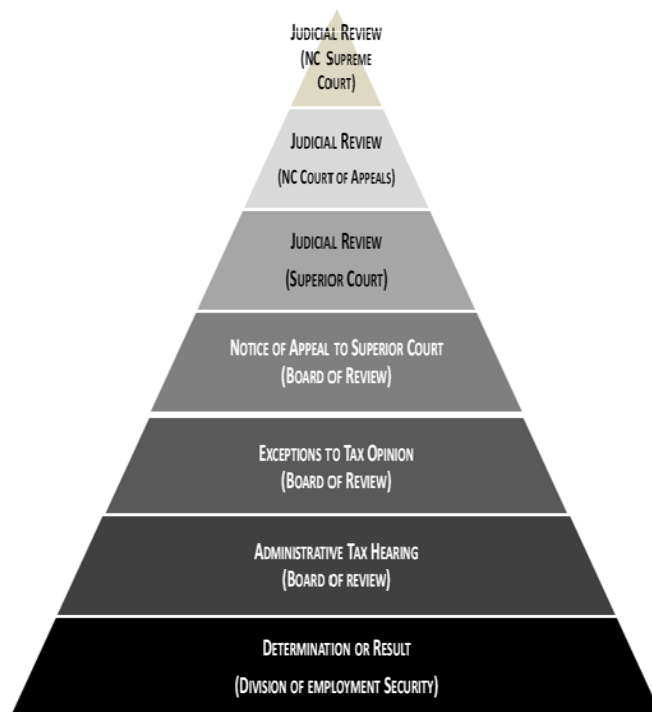 Judicial Review
(NC Supreme
Court)
Judicial Review
(NC Court of Appeals)
Judicial Review
(Superior Court)
Notice of Appeal to Superior Court
(Board of Review)
Exceptions to Tax Opinion
(Board of Review)
Administrative Tax Hearing
(Board of review)
Determination or Result
(Division of employment Security)